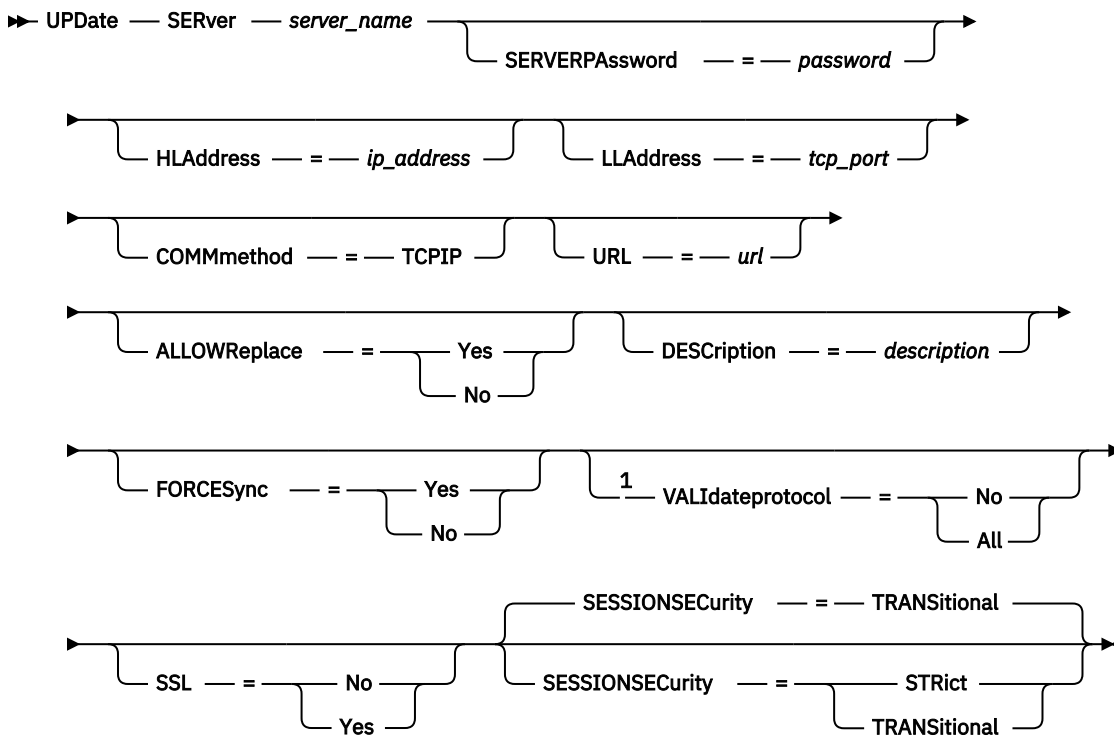 UPDate SERver server_name
SERVERPAssword = password
HLAddress = ip_address LLAddress = tcp_port
COMMmethod = TCPIP URL = url
ALLOWReplace = Yes DESCription = description
No
FORCESync = Yes 1 VALIdateprotocol = No
No All
SESSIONSECurity = TRANSitional
SSL = No SESSIONSECurity = STRict
Yes TRANSitional